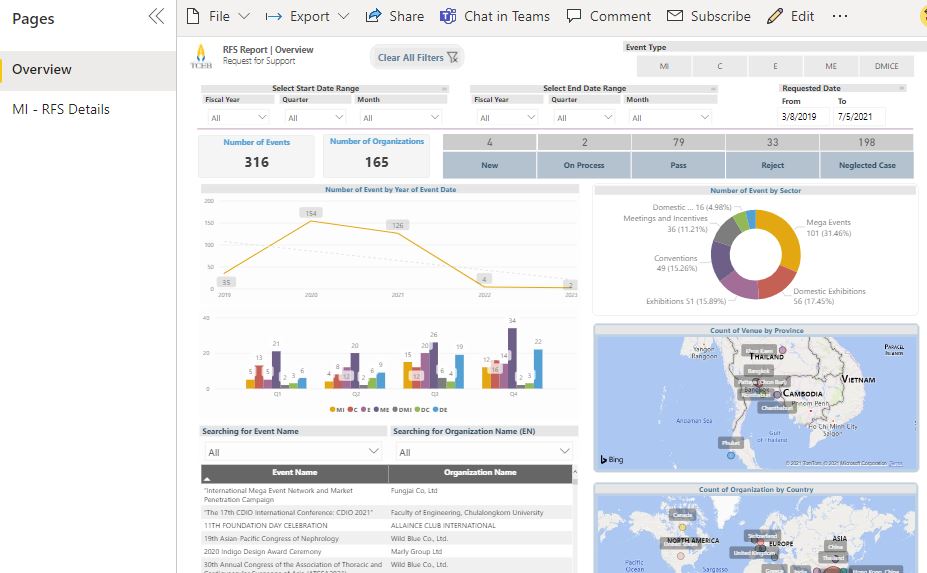 Pages
Overview
MI - RFS Details
File
Export
Share
Chat in Teams
Comment
Subscribe
Edit
TCEB
RFS Report | Overview
Request for Support
Clear All Filters
Event Type
MI
C
E
ME
DMICE
Select Start Date Range
Fiscal Year
Quarter
Month
All
All
All
Select End Date Range
Fiscal Year
Quarter
Month
All
All
All
Requested Date
From
To
3/8/2019
7/5/2021
Number of Events
316
Number of Organizations
165
4
2
79
33
198
New
On Process
Pass
Reject
Neglected Case
Number of Event by Year of Event Date
200
150
100
50
0
35
154
126
4
2
2019
2020
2021
2022
2023
40
20
0
5
13
5
21
2
3
6
4
8
12
20
2
6
9
15
12
20
26
6
4
19
12
16
14
34
2
3
22
Q1
Q2
Q3
Q4
MI
C
E
ME
DMI
DC
DE
Number of Event by Sector
Domestic ... 16 (4.98%)
Meetings and Incentives
36 (11.21%)
Conventions
49 (15.26%)
Exhibitions 51 (15.89%)
Mega Events
101 (31.46%)
Domestic Exhibitions
56 (17.45%)
Count of Venue by Province
Yangon
Rangoon
THAILAND
Bangkok
Pattaya (Chon Buri)
Bangkok
CAMBODIA
Phnom Penh
Chanthaburi
VIETNAM
PARACEL
ISLANDS
Andaman Sea
Gulf
of Thailand
Ho Chi Minh City
Saigon
Phuket
Bing
© 2021 TomTom, © 2021 Microsoft Corporation Terms
Searching for Event Name
All
Searching for Organization Name (EN)
All
Event Name
Organization Name
"International Mega Event Network and Market
Penetration Campaign
Fungjai Co, Ltd
"The 17th CDIO International Conference: CDIO 2021"
Faculty of Engineering, Chulalongkorn University
11TH FOUNDATION DAY CELEBRATION
ALLAINCE CLUB INTERNATIONAL
19th Asian-Pacific Congress of Nephrology
Wild Blue Co., Ltd.
2020 Indigo Design Award Ceremony
Marly Group Ltd
30th Annual Congress of the Association of Thoracic and
Wild Blue Co., Ltd.
Count of Organization by Country
Canada
NORTH AMERICA
Switzerland
EUROPE
United Kingdom
ASIA
China
Thailand
India
Hong Kong, China
Pacific
Ocean
Sargasso